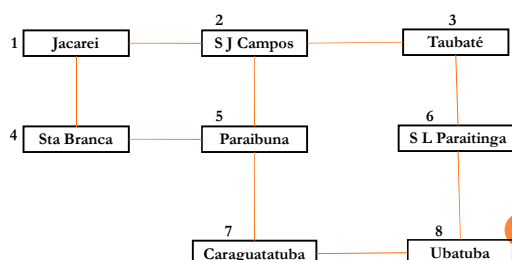 2
3
1
Jacarei
S J Campos
Taubaté
5
6
4
Sta Branca
Paraibuna
S L Paraitinga
7
8
Caraguatatuba
Ubatuba